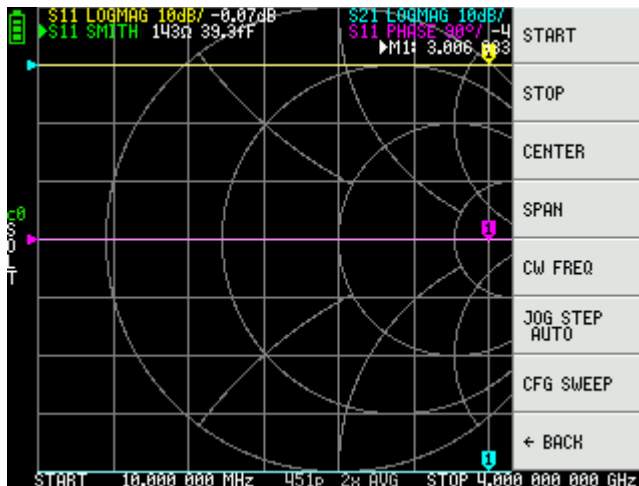 S11 LOGMAG 10dB/ -0.07dB
S21 LOGMAG 10dB/
S11 SMITH 143Ω 39.3fF
S11 PHASE 90°/ -4
M1: 3.006
1
1
1
c0
S
O
L
T
START 10.000 000 MHz 451p 2x AVG STOP 4.000 000 000 GHz
START
STOP
CENTER
SPAN
CW FREQ
JOG STEP
AUTO
CFG SWEEP
← BACK